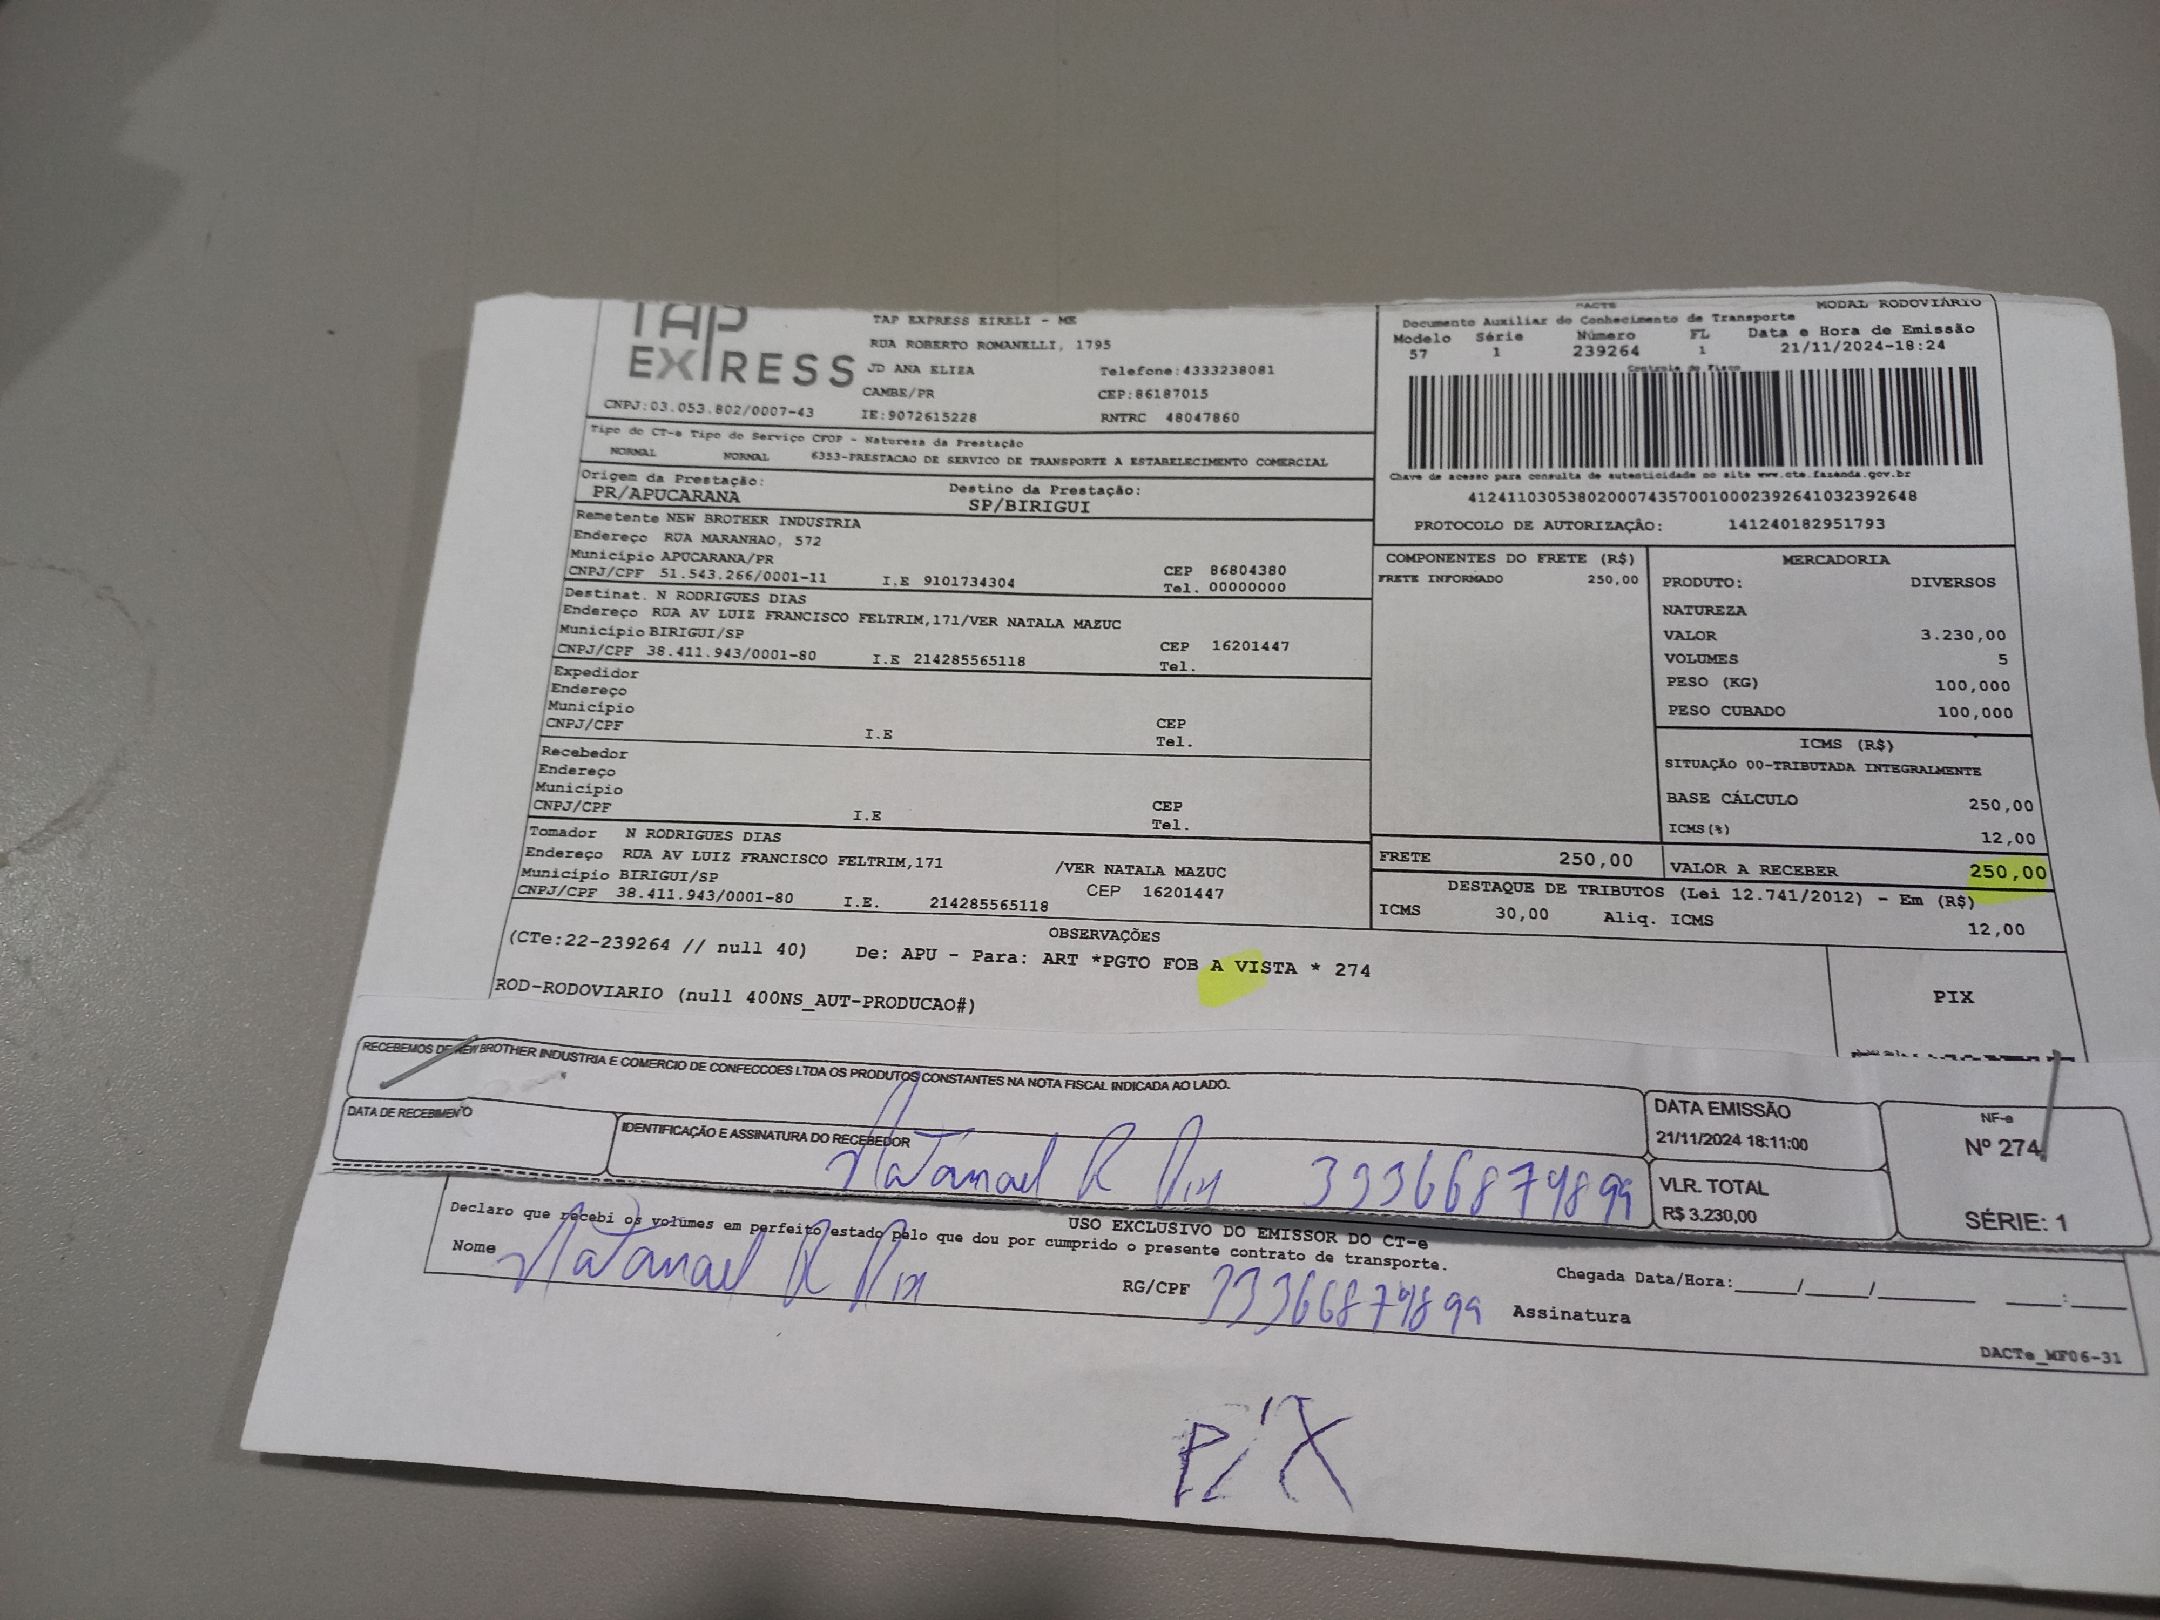 TAP
EXPRESS
CNPJ:03.053.802/0007-43
TAP EXPRESS EIRELI - ME
RUA ROBERTO ROMANELLI, 1795
JD ANA ELIZA Telefone:4333238081
CAMBE/PR CEP:86187015
IE:9072615228 RNTRC 48047860
DACTE MODAL RODOVIÁRIO
Documento Auxiliar do Conhecimento de Transporte
Modelo Série Número FL Data e Hora de Emissão
57 1 239264 1 21/11/2024-18:24
Controle do Fisco
Chave de acesso para consulta de autenticidade no site www.cte.fazenda.gov.br
41241103053802000743570010002392641032392648
PROTOCOLO DE AUTORIZAÇÃO: 141240182951793
Tipo do CT-e Tipo do Serviço CFOP - Natureza da Prestação
NORMAL NORMAL 6353-PRESTACAO DE SERVICO DE TRANSPORTE A ESTABELECIMENTO COMERCIAL
Origem da Prestação: Destino da Prestação:
PR/APUCARANA SP/BIRIGUI
Remetente NEW BROTHER INDUSTRIA
Endereço RUA MARANHAO, 572
Município APUCARANA/PR CEP 86804380
CNPJ/CPF 51.543.266/0001-11 I.E 9101734304 Tel. 00000000
Destinat. N RODRIGUES DIAS
Endereço RUA AV LUIZ FRANCISCO FELTRIM,171/VER NATALA MAZUC
Município BIRIGUI/SP CEP 16201447
CNPJ/CPF 38.411.943/0001-80 I.E 214285565118 Tel.
Expedidor
Endereço
Município CEP
CNPJ/CPF I.E Tel.
Recebedor
Endereço
Município CEP
CNPJ/CPF I.E Tel.
Tomador N RODRIGUES DIAS
Endereço RUA AV LUIZ FRANCISCO FELTRIM,171 /VER NATALA MAZUC
Município BIRIGUI/SP CEP 16201447
CNPJ/CPF 38.411.943/0001-80 I.E. 214285565118
COMPONENTES DO FRETE (R$)
FRETE INFORMADO 250,00
MERCADORIA
PRODUTO: DIVERSOS
NATUREZA
VALOR 3.230,00
VOLUMES 5
PESO (KG) 100,000
PESO CUBADO 100,000
ICMS (R$)
SITUAÇÃO 00-TRIBUTADA INTEGRALMENTE
BASE CÁLCULO 250,00
ICMS(%) 12,00
FRETE 250,00 VALOR A RECEBER 250,00
DESTAQUE DE TRIBUTOS (Lei 12.741/2012) - Em (R$)
ICMS 30,00 Aliq. ICMS 12,00
OBSERVAÇÕES
(CTe:22-239264 // null 40) De: APU - Para: ART *PGTO FOB A VISTA * 274
ROD-RODOVIARIO (null 400NS_AUT-PRODUCAO#)
PIX
RECEBEMOS DE NEW BROTHER INDUSTRIA E COMERCIO DE CONFECCOES LTDA OS PRODUTOS CONSTANTES NA NOTA FISCAL INDICADA AO LADO.
DATA DE RECEBIMENTO
IDENTIFICAÇÃO E ASSINATURA DO RECEBEDOR
Natanael R 33366879899
DATA EMISSÃO
21/11/2024 18:11:00
VLR. TOTAL
R$ 3.230,00
NF-e
Nº 274
SÉRIE: 1
USO EXCLUSIVO DO EMISSOR DO CT-e
Declaro que recebi os volumes em perfeito estado pelo que dou por cumprido o presente contrato de transporte.
Nome Natanael R RG/CPF 33366879899 Assinatura
Chegada Data/Hora:____/____/______ ____:____
DACTe_MF06-31
PIX